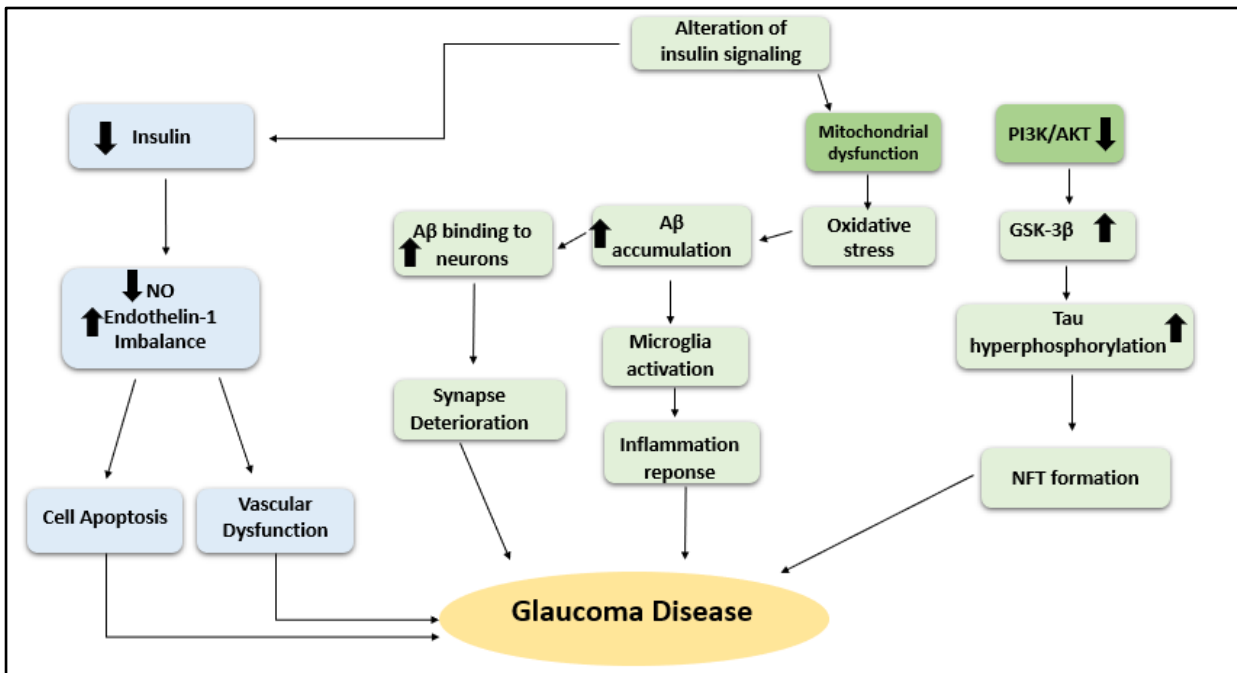 Alteration of
insulin signaling
Insulin
Mitochondrial
dysfunction
PI3K/AKT
Aβ binding to
neurons
Aβ
accumulation
Oxidative
stress
GSK-3β
NO
Endothelin-1
Imbalance
Tau
hyperphosphorylation
Microglia
activation
Synapse
Deterioration
Inflammation
reponse
NFT formation
Cell Apoptosis
Vascular
Dysfunction
Glaucoma Disease